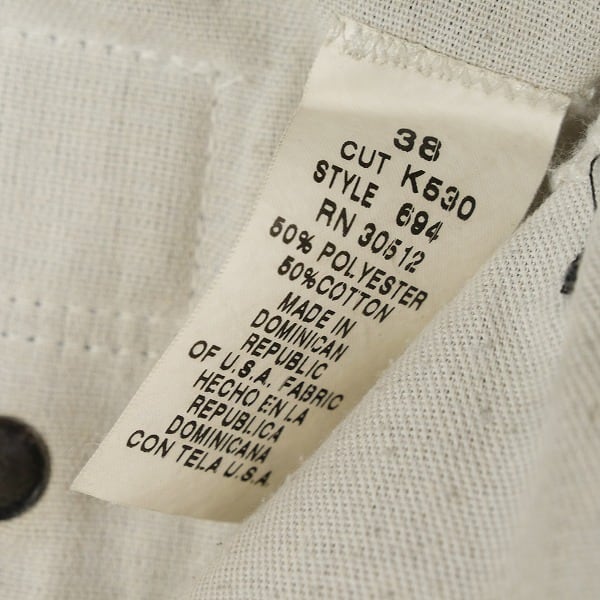 38
CUT K530
STYLE 694
RN 30512
50% POLYESTER
50%COTTON
MADE IN
DOMINICAN
REPUBLIC
OF U.S.A. FABRIC
HECHO EN LA
REPUBLICA
DOMINICANA
CON TELA U.S.A.